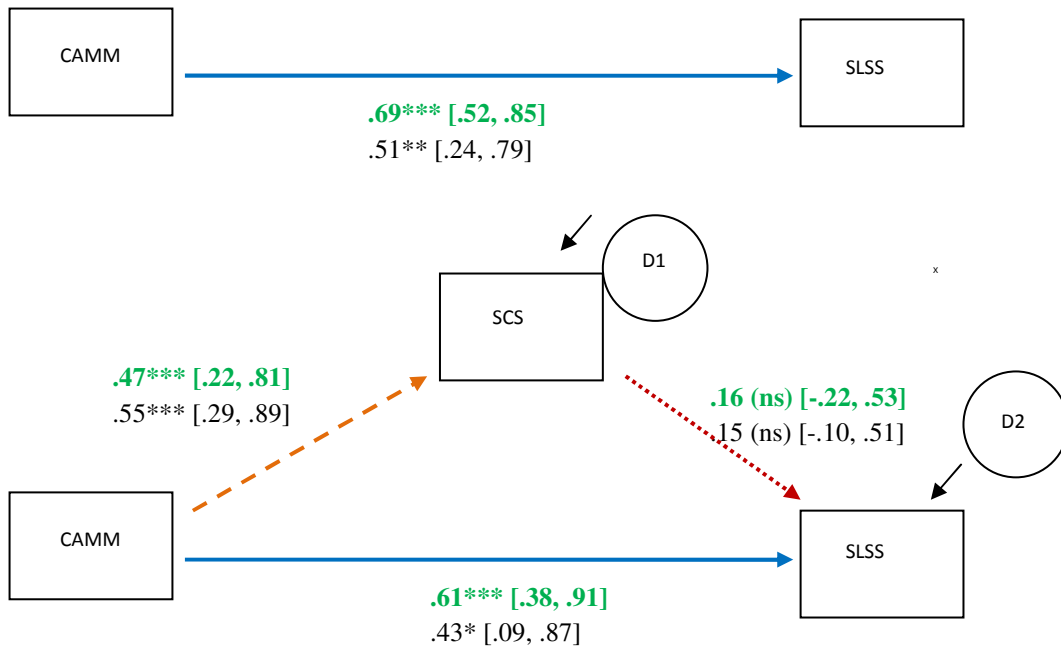 CAMM
SLSS
.69*** [.52, .85]
.51** [.24, .79]
D1
x
SCS
.47*** [.22, .81]
.55*** [.29, .89]
.16 (ns) [-.22, .53]
.15 (ns) [-.10, .51]
D2
CAMM
SLSS
.61*** [.38, .91]
.43* [.09, .87]